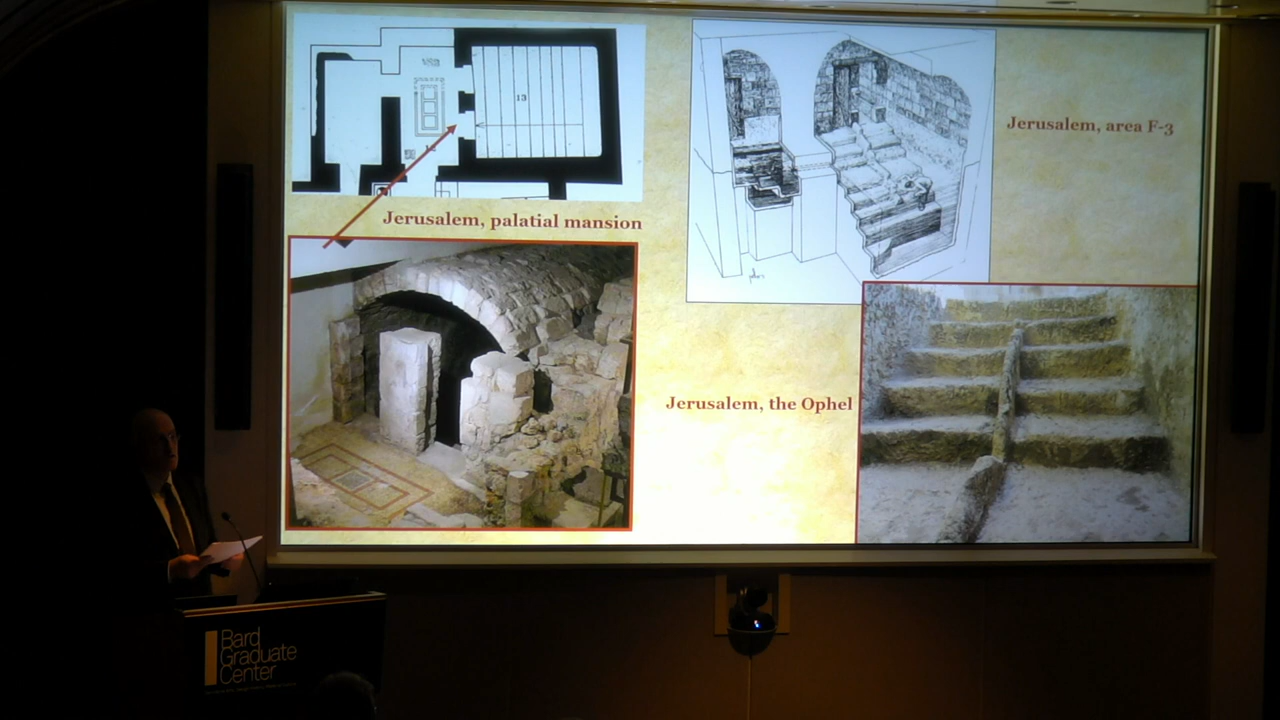 13
Jerusalem, area F-3
Jerusalem, palatial mansion
Jerusalem, the Ophel
Bard
Graduate
Center